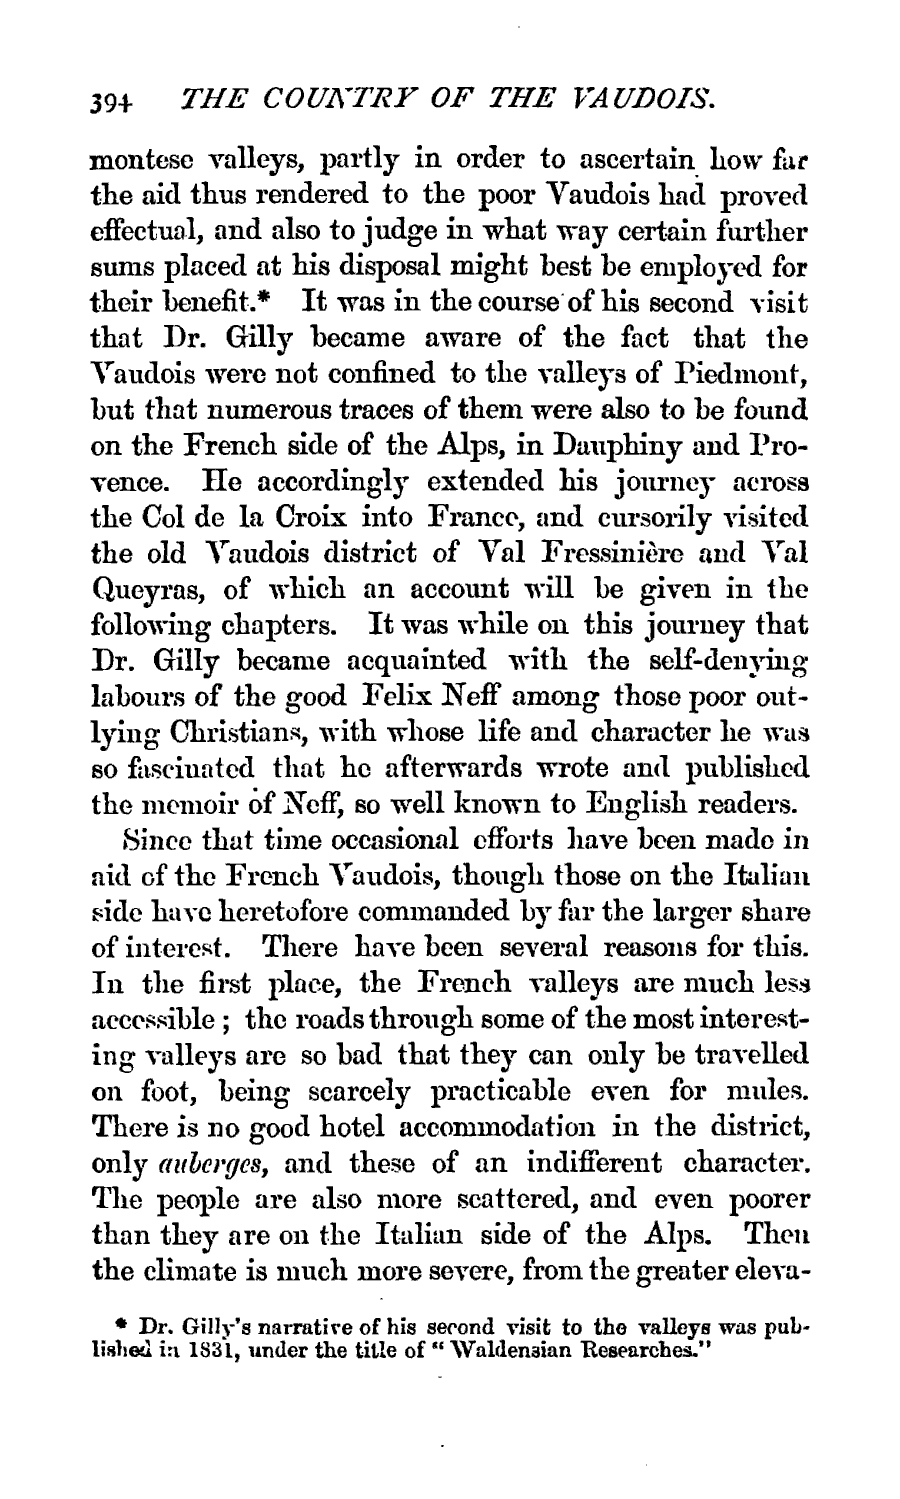 394 THE COUNTRY OF THE VAUDOIS.
montese valleys, partly in order to ascertain how far
the aid thus rendered to the poor Vaudois had proved
effectual, and also to judge in what way certain further
sums placed at his disposal might best be employed for
their benefit.* It was in the course of his second visit
that Dr. Gilly became aware of the fact that the
Vaudois were not confined to the valleys of Piedmont,
but that numerous traces of them were also to be found
on the French side of the Alps, in Dauphiny and Pro-
vence. He accordingly extended his journey across
the Col de la Croix into France, and cursorily visited
the old Vaudois district of Val Fressinière and Val
Queyras, of which an account will be given in the
following chapters. It was while on this journey that
Dr. Gilly became acquainted with the self-denying
labours of the good Felix Neff among those poor out-
lying Christians, with whose life and character he was
so fascinated that he afterwards wrote and published
the memoir of Neff, so well known to English readers.
Since that time occasional efforts have been made in
aid of the French Vaudois, though those on the Italian
side have heretofore commanded by far the larger share
of interest. There have been several reasons for this.
In the first place, the French valleys are much less
accessible; the roads through some of the most interest-
ing valleys are so bad that they can only be travelled
on foot, being scarcely practicable even for mules.
There is no good hotel accommodation in the district,
only auberges, and these of an indifferent character.
The people are also more scattered, and even poorer
than they are on the Italian side of the Alps. Then
the climate is much more severe, from the greater eleva-
* Dr. Gilly's narrative of his second visit to the valleys was pub-
lished in 1831, under the title of "Waldensian Researches."